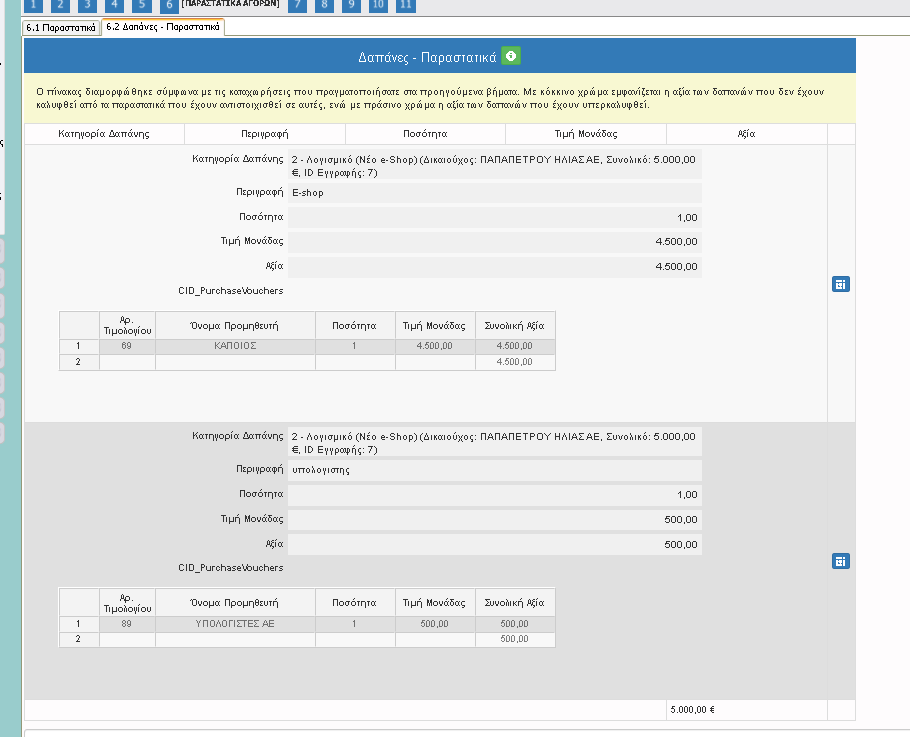 1 2 3 4 5 6 [ΠΑΡΑΣΤΑΤΙΚΑ ΑΓΟΡΩΝ] 7 8 9 10 11
6.1 Παραστατικά 6.2 Δαπάνες - Παραστατικά
Δαπάνες - Παραστατικά
Ο πίνακας διαμορφώθηκε σύμφωνα με τις καταχωρήσεις που πραγματοποιήσατε στα προηγούμενα βήματα. Με κόκκινο χρώμα εμφανίζεται η αξία των δαπανών που δεν έχουν
καλυφθεί από τα παραστατικά που έχουν αντιστοιχισθεί σε αυτές, ενώ με πράσινο χρώμα η αξία των δαπανών που έχουν υπερκαλυφθεί.
Κατηγορία Δαπάνης Περιγραφή Ποσότητα Τιμή Μονάδας Αξία
Κατηγορία Δαπάνης 2 - Λογισμικό (Νέο e-Shop) (Δικαιούχος: ΠΑΠΑΠΕΤΡΟΥ ΗΛΙΑΣ ΑΕ, Συνολικό: 5.000,00
€, ID Εγγραφής: 7)
Περιγραφή E-shop
Ποσότητα 1,00
Τιμή Μονάδας 4.500,00
Αξία 4.500,00
CID_PurchaseVouchers
Αρ. Τιμολογίου Όνομα Προμηθευτή Ποσότητα Τιμή Μονάδας Συνολική Αξία
1 69 ΚΑΠΟΙΟΣ 1 4.500,00 4.500,00
2 4.500,00
Κατηγορία Δαπάνης 2 - Λογισμικό (Νέο e-Shop) (Δικαιούχος: ΠΑΠΑΠΕΤΡΟΥ ΗΛΙΑΣ ΑΕ, Συνολικό: 5.000,00
€, ID Εγγραφής: 7)
Περιγραφή υπολογιστης
Ποσότητα 1,00
Τιμή Μονάδας 500,00
Αξία 500,00
CID_PurchaseVouchers
Αρ. Τιμολογίου Όνομα Προμηθευτή Ποσότητα Τιμή Μονάδας Συνολική Αξία
1 89 ΥΠΟΛΟΓΙΣΤΕΣ ΑΕ 1 500,00 500,00
2 500,00
5.000,00 €